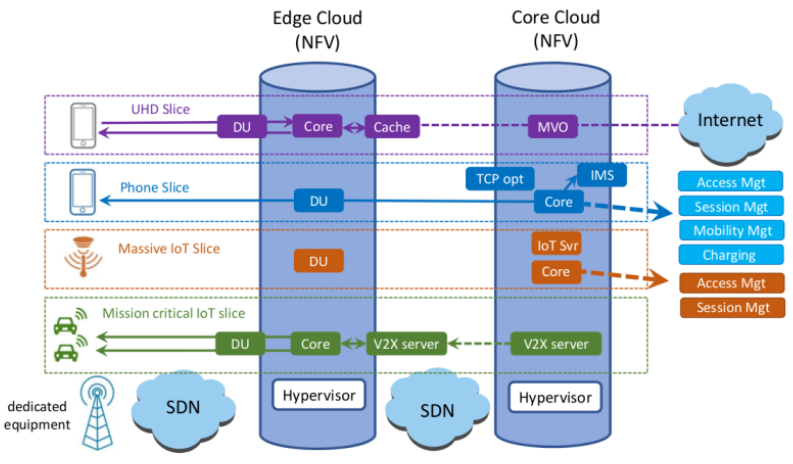 Edge Cloud
(NFV)
Core Cloud
(NFV)
UHD Slice
DU
Core
Cache
MVO
Internet
Phone Slice
DU
TCP opt
IMS
Core
Access Mgt
Session Mgt
Mobility Mgt
Charging
Massive IoT Slice
DU
IoT Svr
Core
Access Mgt
Session Mgt
Mission critical IoT slice
DU
Core
V2X server
V2X server
dedicated
equipment
SDN
Hypervisor
SDN
Hypervisor